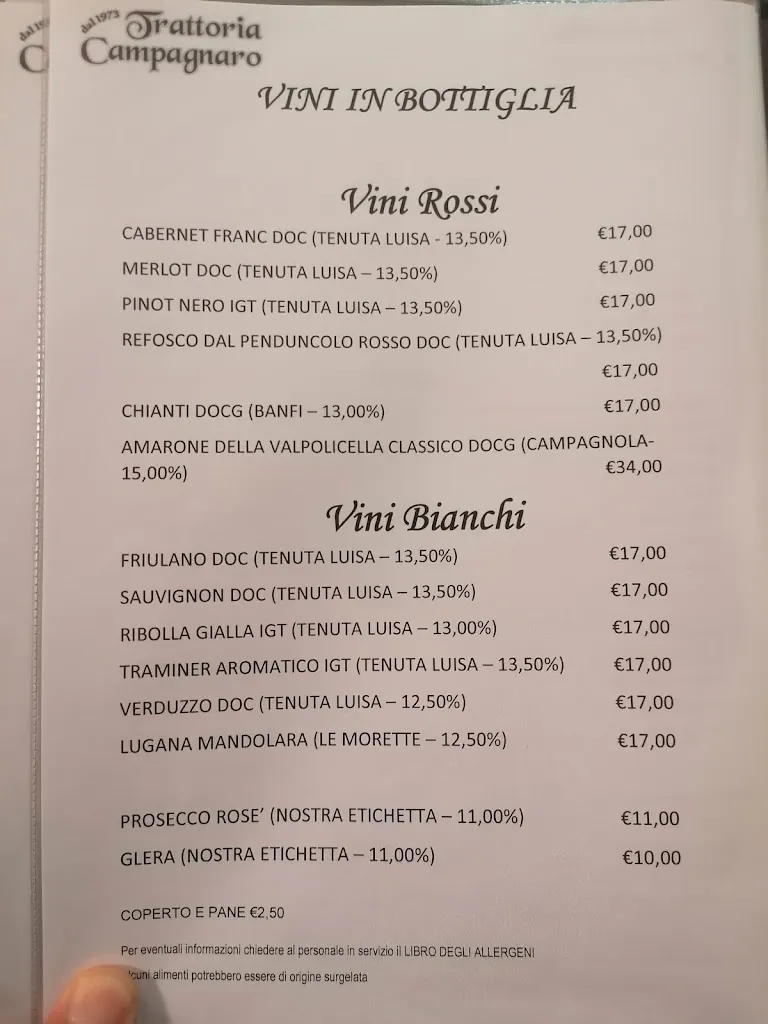 dal 1973 Trattoria
Campagnaro
VINI IN BOTTIGLIA
Vini Rossi
CABERNET FRANC DOC (TENUTA LUISA - 13,50%) €17,00
MERLOT DOC (TENUTA LUISA – 13,50%) €17,00
PINOT NERO IGT (TENUTA LUISA – 13,50%) €17,00
REFOSCO DAL PENDUNCOLO ROSSO DOC (TENUTA LUISA – 13,50%)
€17,00
CHIANTI DOCG (BANFI – 13,00%) €17,00
AMARONE DELLA VALPOLICELLA CLASSICO DOCG (CAMPAGNOLA-
15,00%) €34,00
Vini Bianchi
FRIULANO DOC (TENUTA LUISA – 13,50%) €17,00
SAUVIGNON DOC (TENUTA LUISA – 13,50%) €17,00
RIBOLLA GIALLA IGT (TENUTA LUISA – 13,00%) €17,00
TRAMINER AROMATICO IGT (TENUTA LUISA – 13,50%) €17,00
VERDUZZO DOC (TENUTA LUISA – 12,50%) €17,00
LUGANA MANDOLARA (LE MORETTE – 12,50%) €17,00
PROSECCO ROSE’ (NOSTRA ETICHETTA – 11,00%) €11,00
GLERA (NOSTRA ETICHETTA – 11,00%) €10,00
COPERTO E PANE €2,50
Per eventuali informazioni chiedere al personale in servizio il LIBRO DEGLI ALLERGENI
lcuni alimenti potrebbero essere di origine surgelata